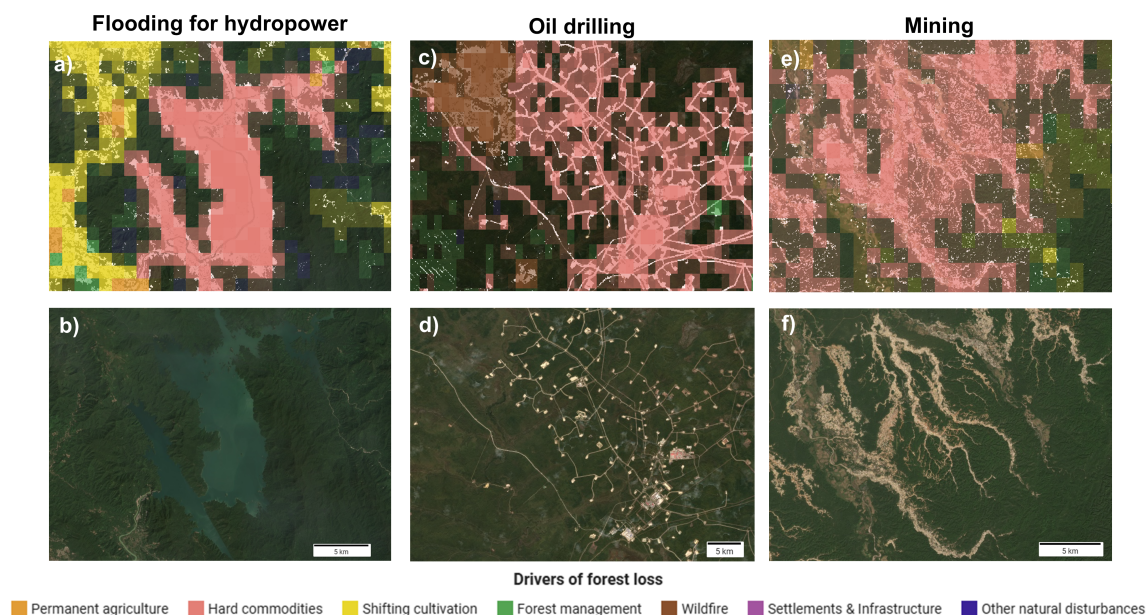 Flooding for hydropower
Oil drilling
Mining
a)
c)
e)
b)
d)
f)
5 km
5 km
5 km
Drivers of forest loss
Permanent agriculture
Hard commodities
Shifting cultivation
Forest management
Wildfire
Settlements & Infrastructure
Other natural disturbances